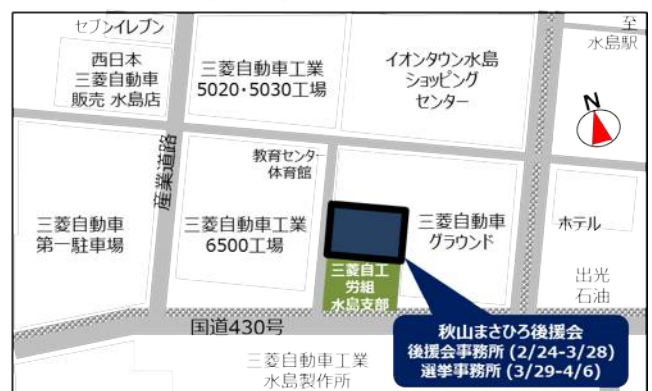 セブンイレブン
西日本
三菱自動車
販売 水島店
三菱自動車工業
5020・5030工場
イオンタウン水島
ショッピング
センター
至
水島駅
N
教育センター
体育館
産業道路
三菱自動車
第一駐車場
三菱自動車工業
6500工場
三菱自動車
グラウンド
ホテル
出光
石油
三菱自工
労組
水島支部
国道430号
秋山まさひろ後援会
後援会事務所 (2/24-3/28)
選挙事務所 (3/29-4/6)
三菱自動車工業
水島製作所